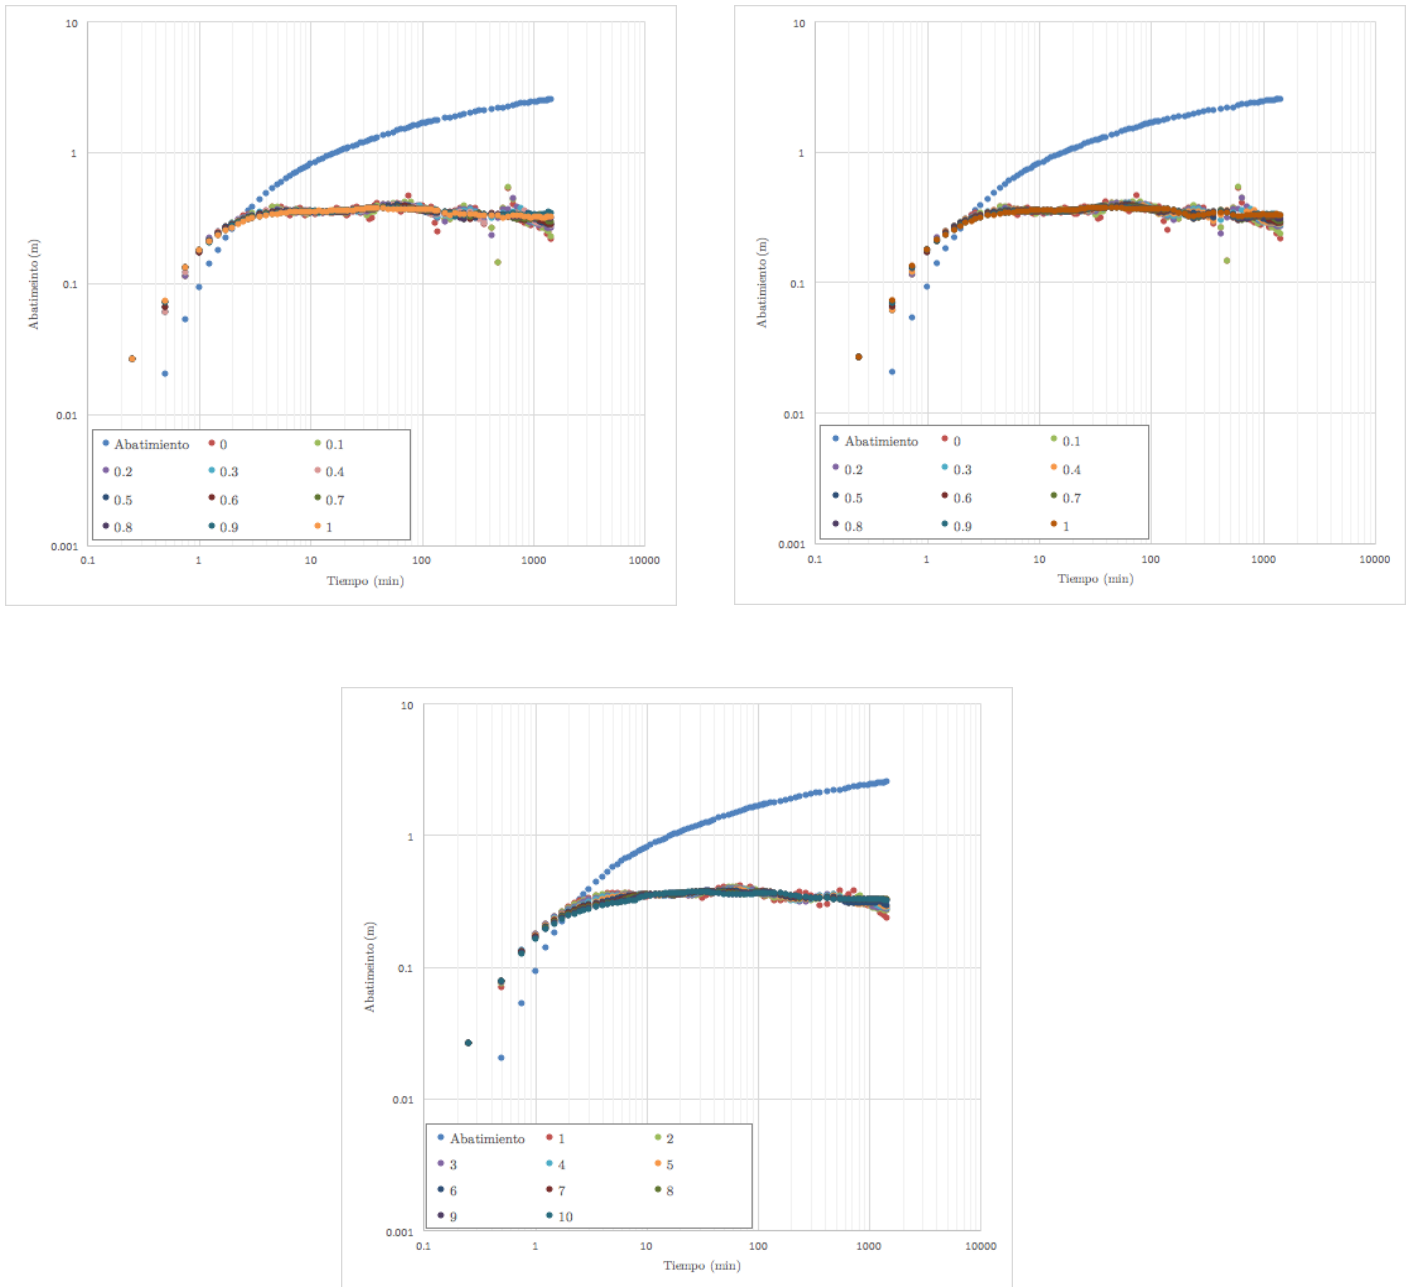 10
1
0.1
0.01
0.001
Abatimeinto (m)
Abatimiento 0 0.1
0.2 0.3 0.4
0.5 0.6 0.7
0.8 0.9 1
0.1 1 10 100 1000 10000
Tiempo (min)
10
1
0.1
0.01
0.001
Abatimiento (m)
Abatimiento 0 0.1
0.2 0.3 0.4
0.5 0.6 0.7
0.8 0.9 1
0.1 1 10 100 1000 10000
Tiempo (min)
10
1
0.1
0.01
0.001
Abatimeinto (m)
Abatimiento 1 2
3 4 5
6 7 8
9 10
0.1 1 10 100 1000 10000
Tiempo (min)